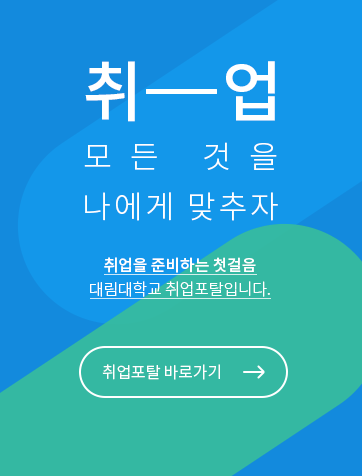 취—업
모든 것을
나에게 맞추자
취업을 준비하는 첫걸음
대림대학교 취업포탈입니다.
취업포탈 바로가기 →